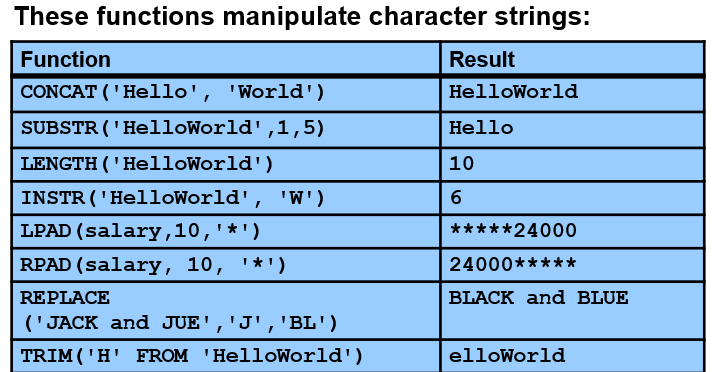 These functions manipulate character strings:
Function Result
CONCAT('Hello', 'World') HelloWorld
SUBSTR('HelloWorld',1,5) Hello
LENGTH('HelloWorld') 10
INSTR('HelloWorld', 'W') 6
LPAD(salary,10,'*') *****24000
RPAD(salary, 10, '*') 24000*****
REPLACE BLACK and BLUE
('JACK and JUE','J','BL')
TRIM('H' FROM 'HelloWorld') elloWorld